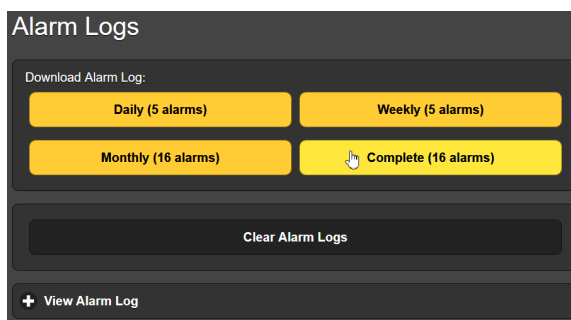 Alarm Logs
Download Alarm Log:
Daily (5 alarms)
Weekly (5 alarms)
Monthly (16 alarms)
Complete (16 alarms)
Clear Alarm Logs
View Alarm Log